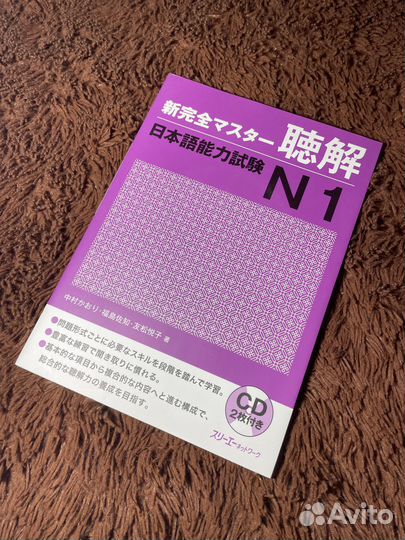 新完全マスター 聴解
日本語能力試験 N1
中村かおり・福島佐知・友松悦子 著
●問題形式ごとに必要なスキルを段階を踏んで学習。
●豊富な練習で聞き取りに慣れる。
●基本的な項目から複合的な内容へと進む構成で、
総合的な聴解力の養成を目指す。
CD
2枚付き
スリーエーネットワーク
Avito